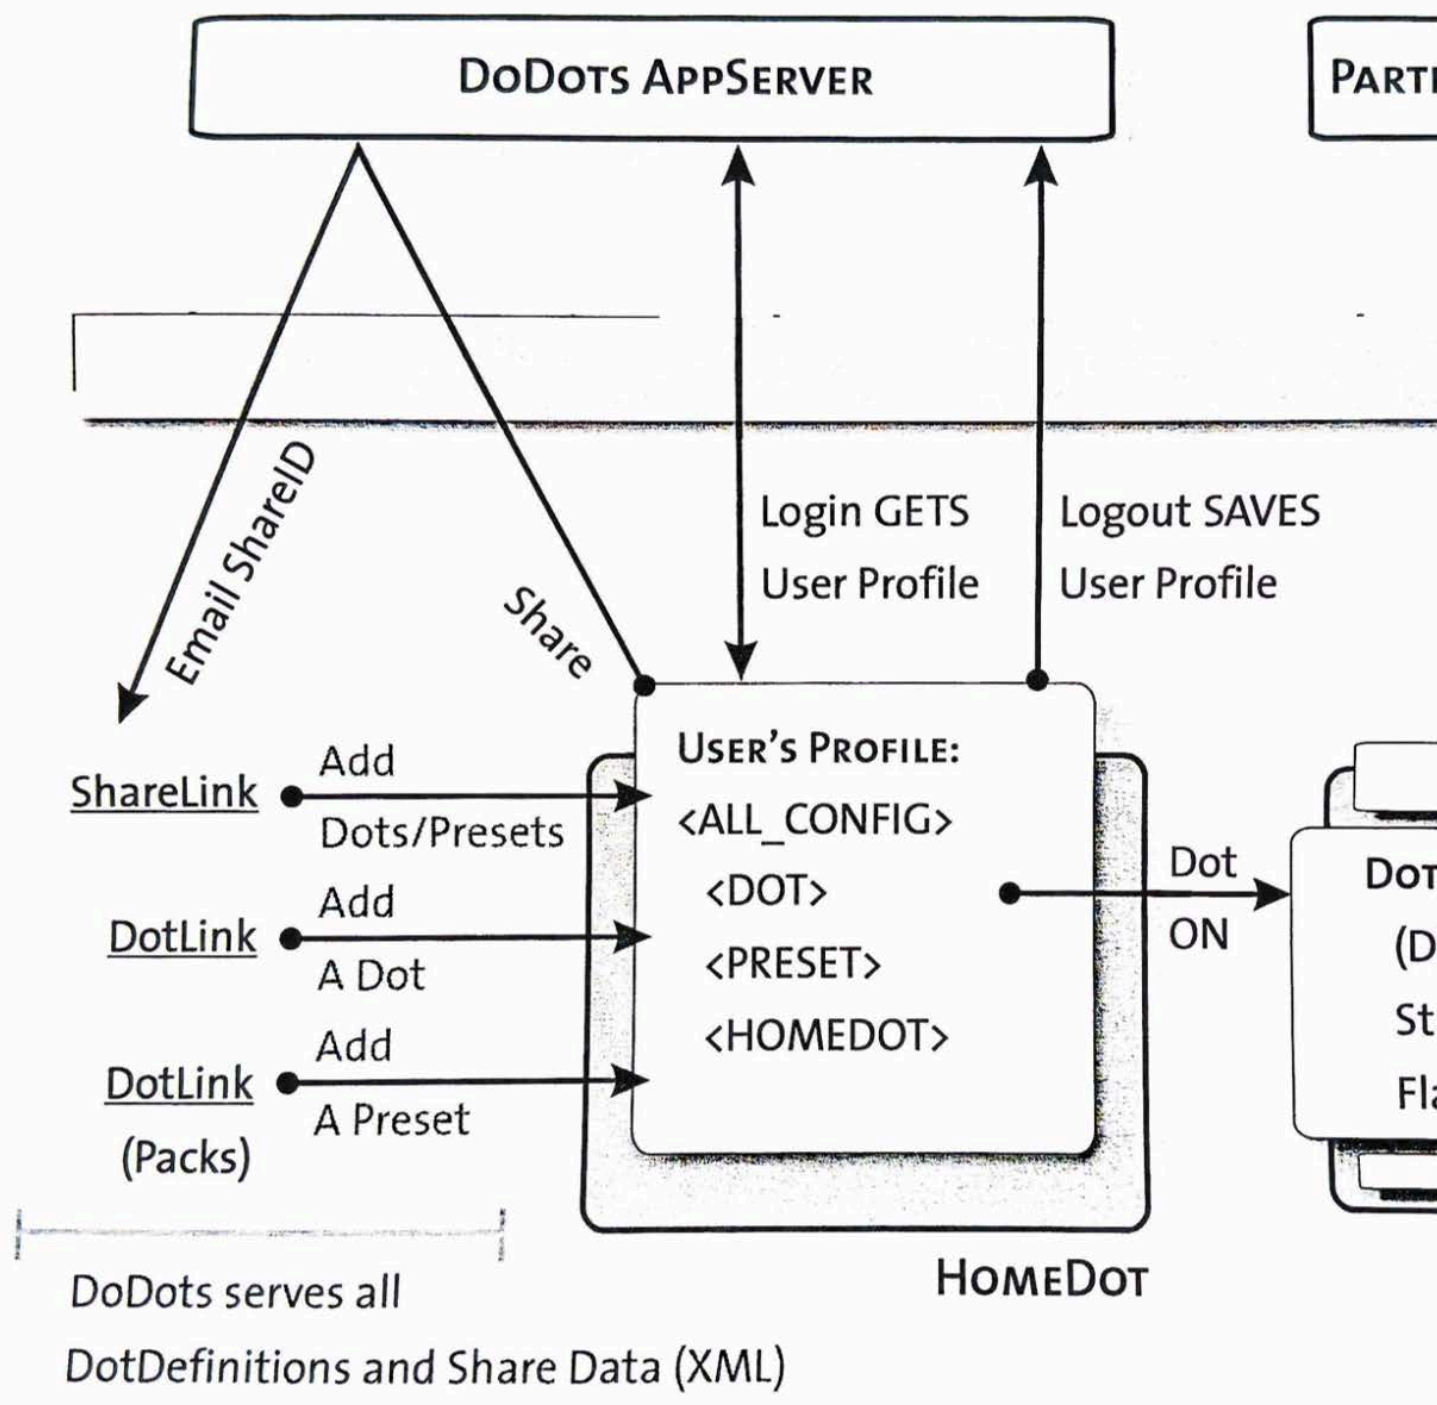 DoDots AppServer
Email ShareID
Share
Login GETS
User Profile
Logout SAVES
User Profile
ShareLink
Add
Dots/Presets
DotLink
Add
A Dot
DotLink
(Packs)
Add
A Preset
User's Profile:
<ALL_CONFIG>
<DOT>
<PRESET>
<HOMEDOT>
Dot
ON
HomeDot
DoDots serves all
DotDefinitions and Share Data (XML)